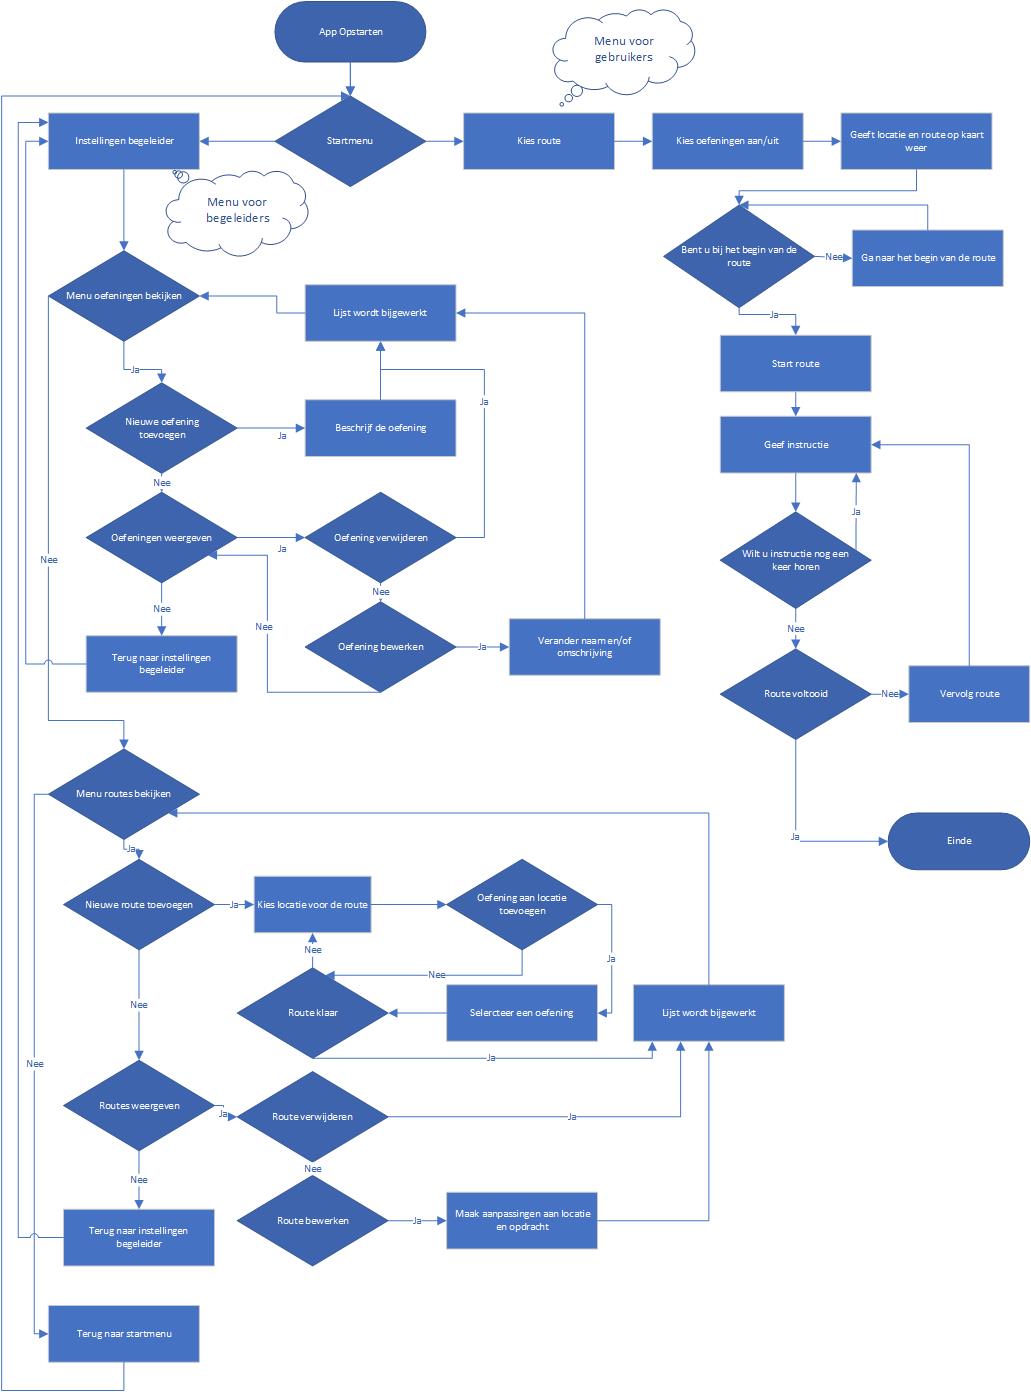 App Opstarten
Menu voor
gebruikers
Instellingen begeleider
Startmenu
Kies route
Kies oefeningen aan/uit
Geeft locatie en route op kaart
weer
Menu voor
begeleiders
Bent u bij het begin van de
route
Nee
Ga naar het begin van de route
Menu oefeningen bekijken
Lijst wordt bijgewerkt
Ja
Start route
Ja
Nieuwe oefening
toevoegen
Ja
Beschrijf de oefening
Ja
Geef instructie
Nee
Oefeningen weergeven
Ja
Oefening verwijderen
Ja
Wilt u instructie nog een
keer horen
Nee
Nee
Nee
Nee
Nee
Terug naar instellingen
begeleider
Oefening bewerken
Ja
Verander naam en/of
omschrijving
Route voltooid
Nee
Vervolg route
Menu routes bekijken
Ja
Ja
Einde
Nieuwe route toevoegen
Ja
Kies locatie voor de route
Oefening aan locatie
toevoegen
Nee
Nee
Ja
Nee
Route klaar
Selercteer een oefening
Lijst wordt bijgewerkt
Ja
Nee
Routes weergeven
Ja
Route verwijderen
Ja
Nee
Nee
Route bewerken
Ja
Maak aanpassingen aan locatie
en opdracht
Terug naar instellingen
begeleider
Terug naar startmenu